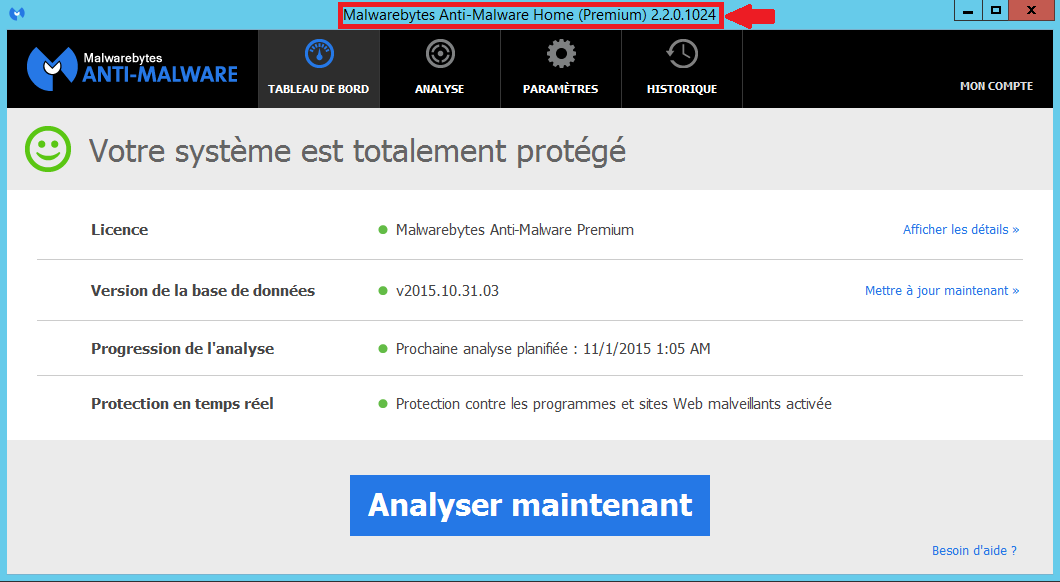 Malwarebytes Anti-Malware Home (Premium) 2.2.0.1024
Malwarebytes
ANTI-MALWARE
TABLEAU DE BORD
ANALYSE
PARAMÈTRES
HISTORIQUE
MON COMPTE
Votre système est totalement protégé
Licence Malwarebytes Anti-Malware Premium Afficher les détails »
Version de la base de données v2015.10.31.03 Mettre à jour maintenant »
Progression de l'analyse Prochaine analyse planifiée : 11/1/2015 1:05 AM
Protection en temps réel Protection contre les programmes et sites Web malveillants activée
Analyser maintenant
Besoin d'aide ?